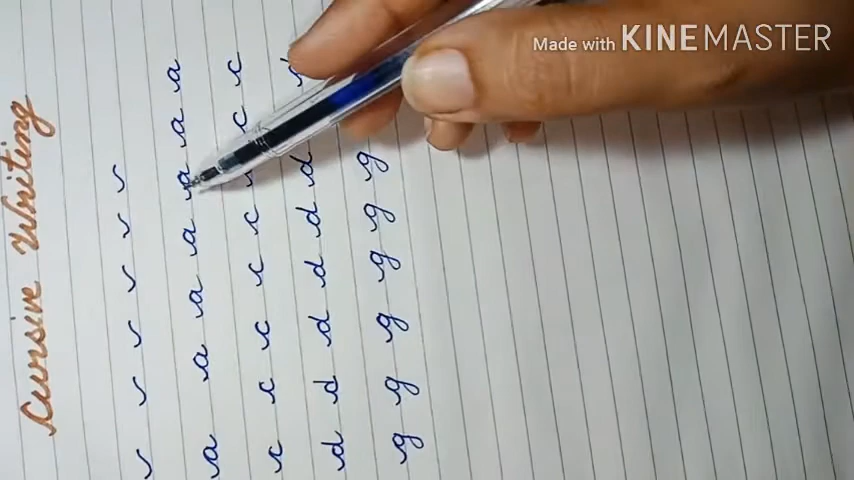 Made with KINEMASTER
Cursive Writing
a a a a a a a
c c c c c c c
d d d d d d
g g g g g g